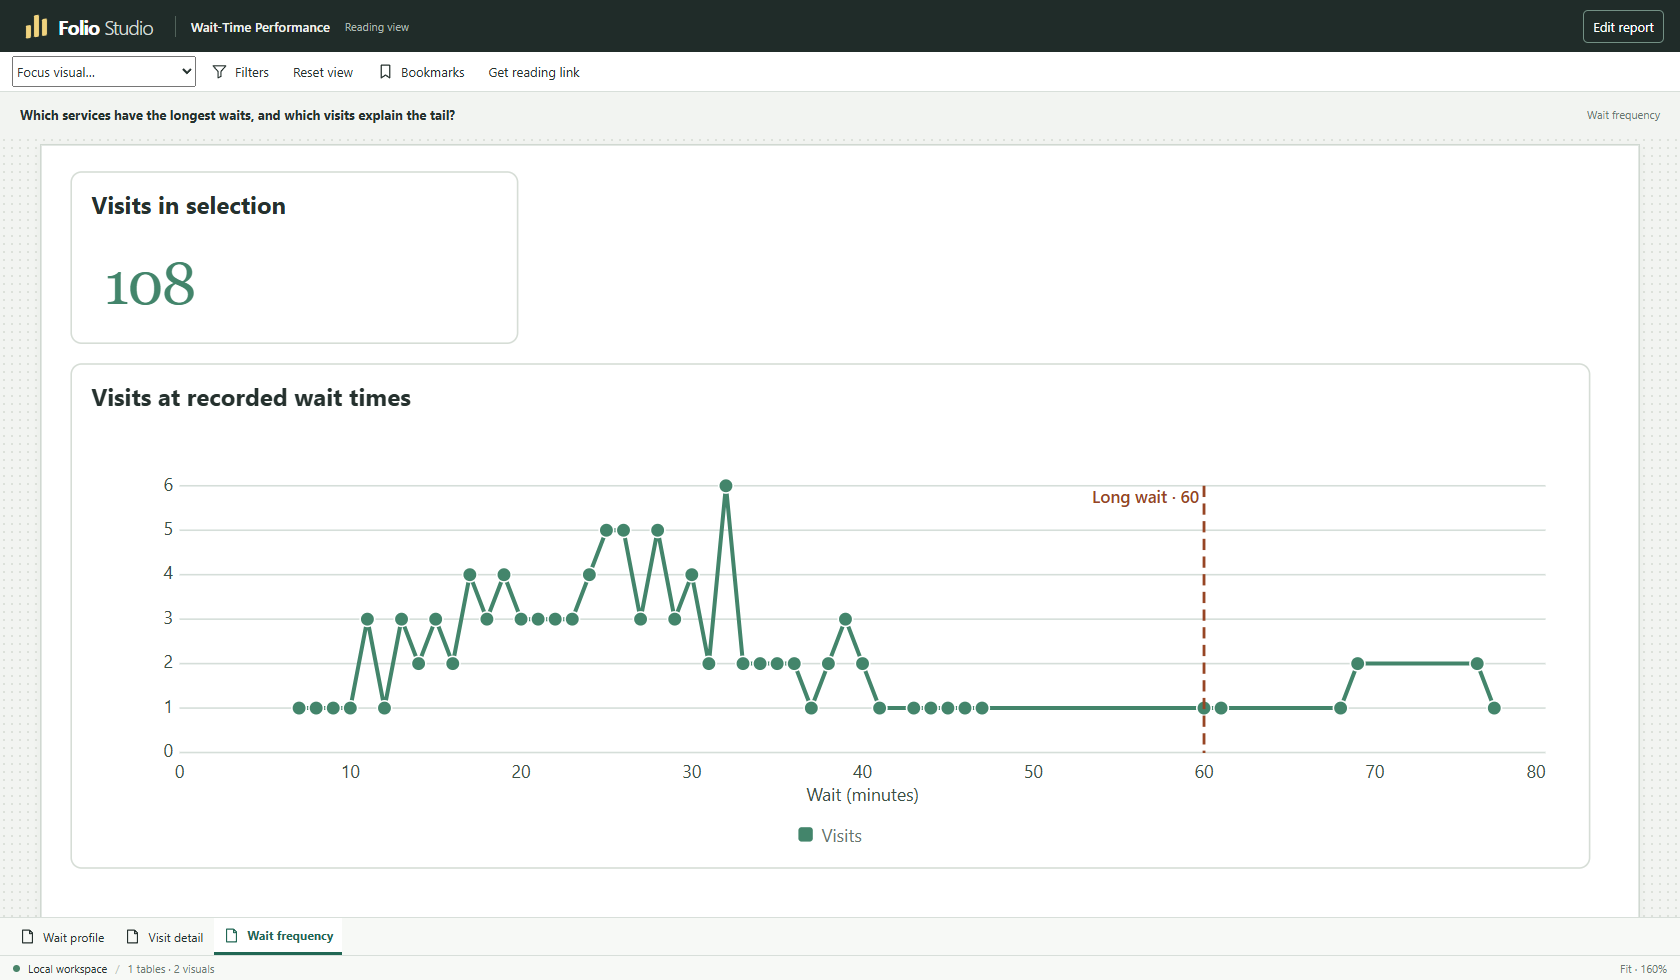 Folio Studio
Wait-Time Performance
Reading view
Edit report
Focus visual...
Filters
Reset view
Bookmarks
Get reading link
Which services have the longest waits, and which visits explain the tail?
Wait frequency
Visits in selection
108
Visits at recorded wait times
6
5
4
3
2
1
0
Long wait · 60
0 10 20 30 40 50 60 70 80
Wait (minutes)
Visits
Wait profile
Visit detail
Wait frequency
Local workspace / 1 tables · 2 visuals
Fit · 160%